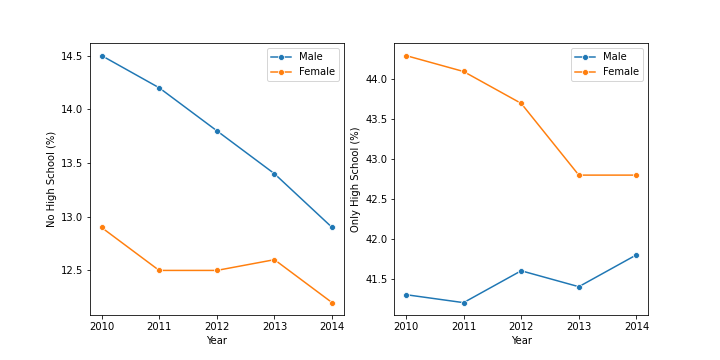 14.5
14.0
13.5
13.0
12.5
No High School (%)
2010 2011 2012 2013 2014
Year
Male
Female
44.0
43.5
43.0
42.5
42.0
41.5
Only High School (%)
2010 2011 2012 2013 2014
Year
Male
Female